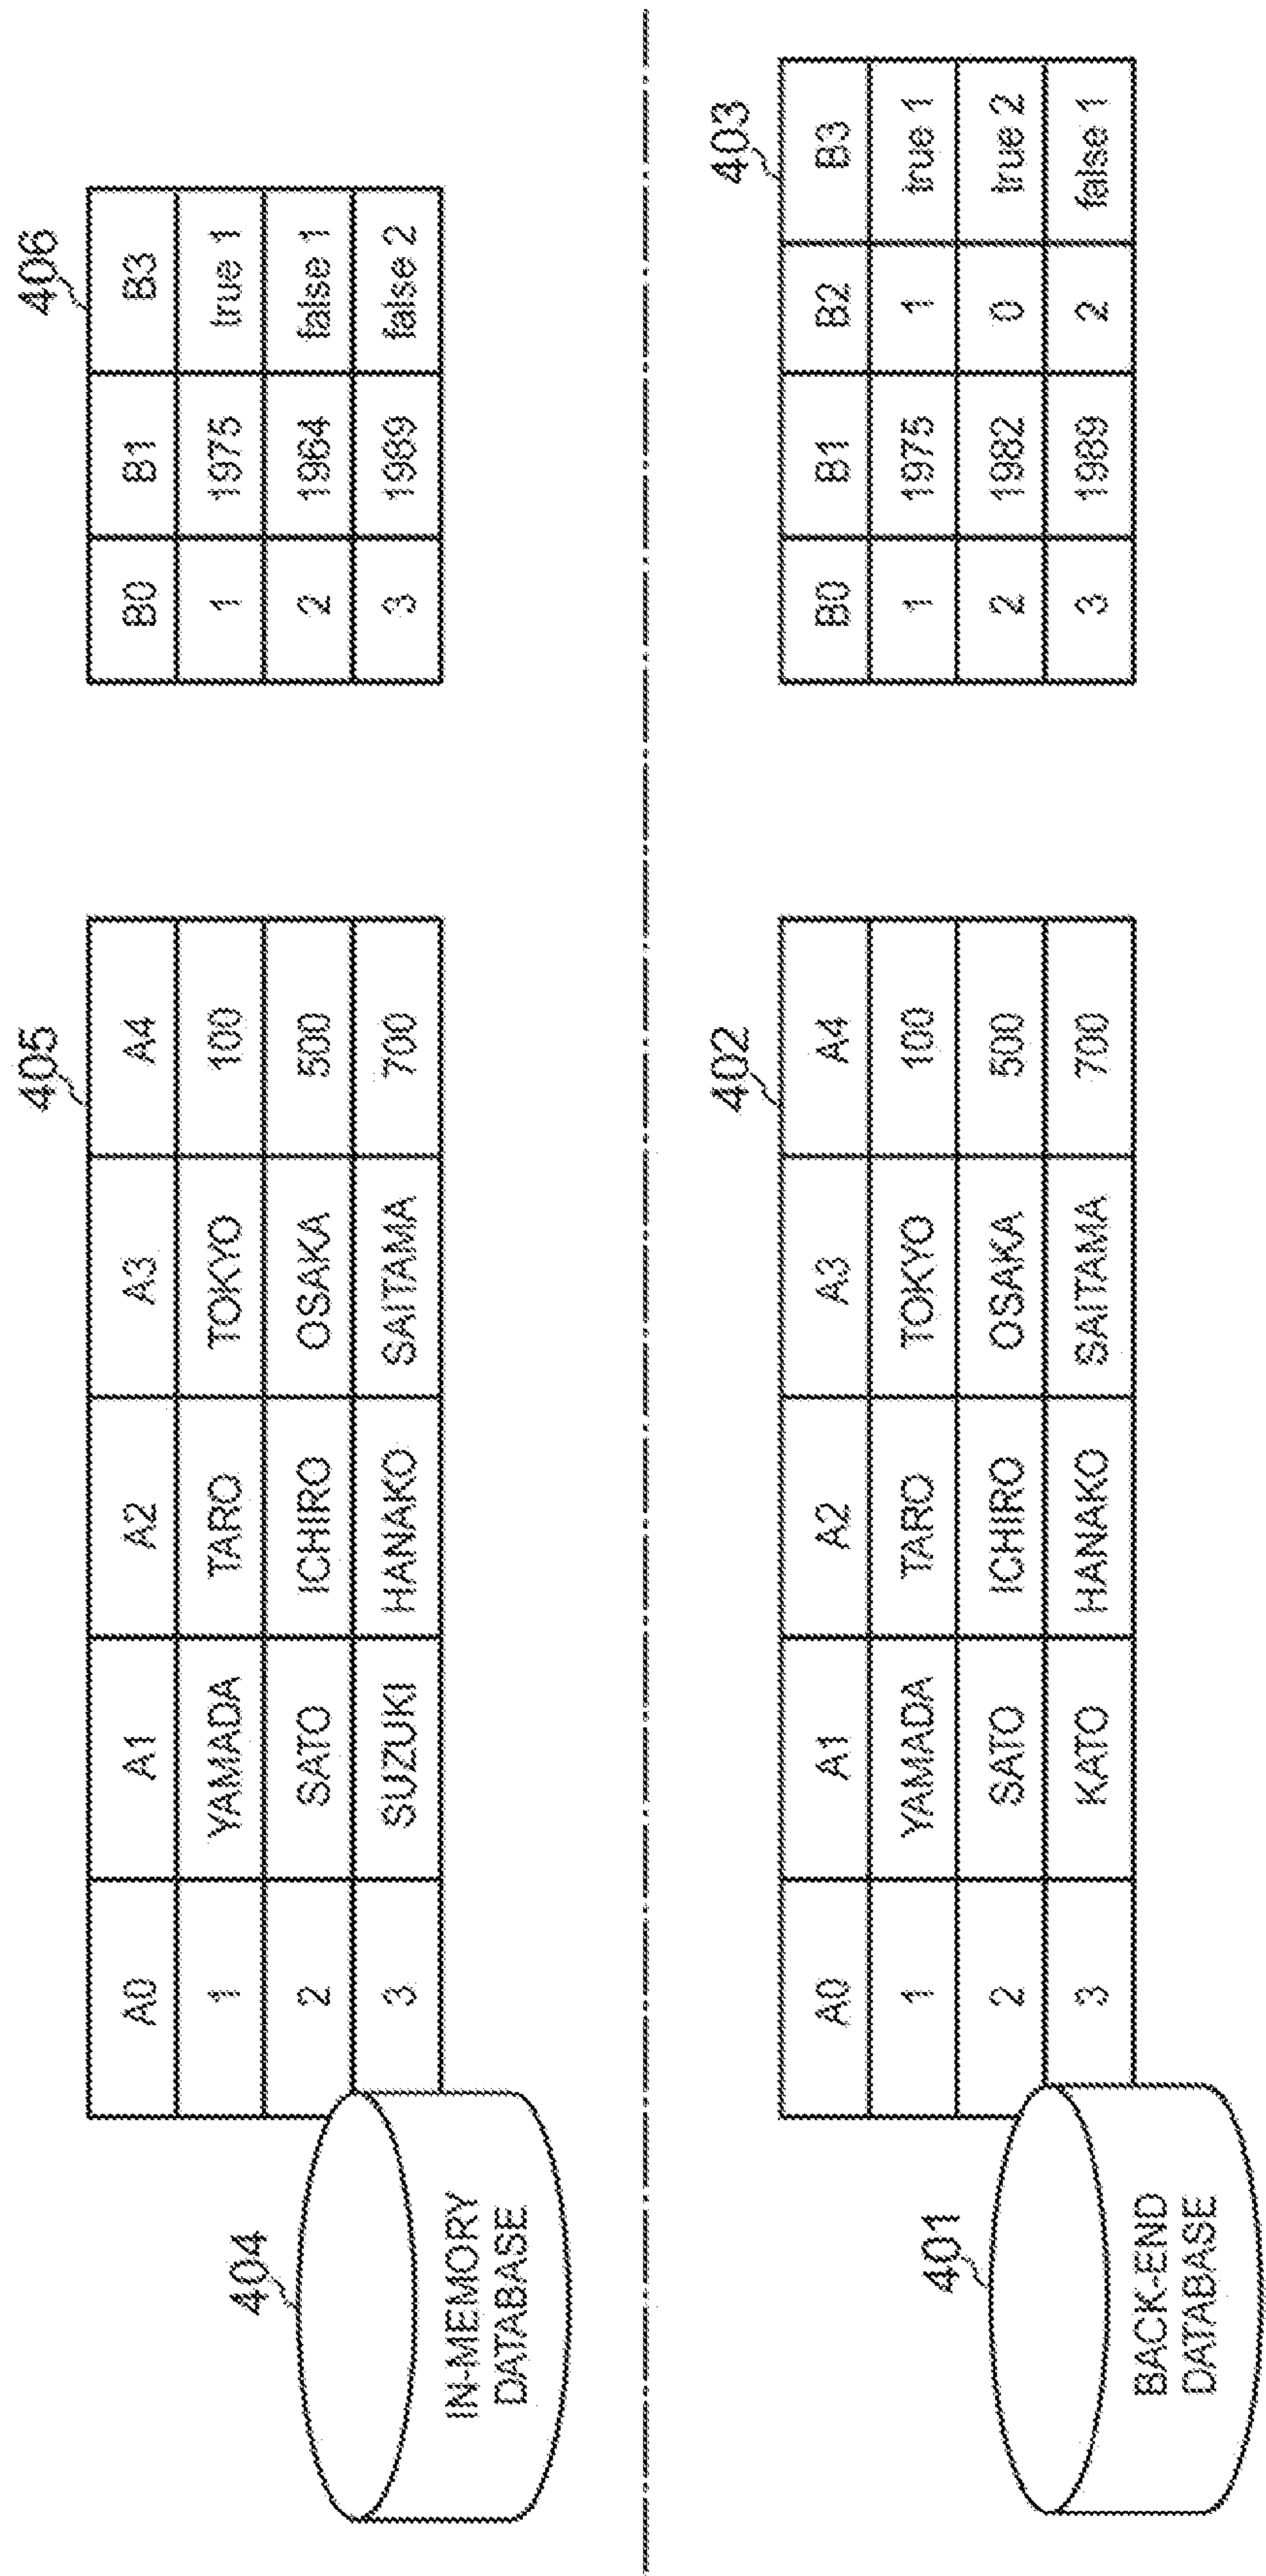 405
406
A0 A1 A2 A3 A4
1 YAMADA TARO TOKYO 100
2 SATO ICHIRO OSAKA 500
3 SUZUKI HANAKO SAITAMA 700
B0 B1 B3
1 1975 true 1
2 1964 false 1
3 1989 false 2
404
IN-MEMORY
DATABASE
402
403
A0 A1 A2 A3 A4
1 YAMADA TARO TOKYO 100
2 SATO ICHIRO OSAKA 500
3 KATO HANAKO SAITAMA 700
B0 B1 B2 B3
1 1975 1 true 1
2 1982 0 true 2
3 1989 2 false 1
401
BACK-END
DATABASE